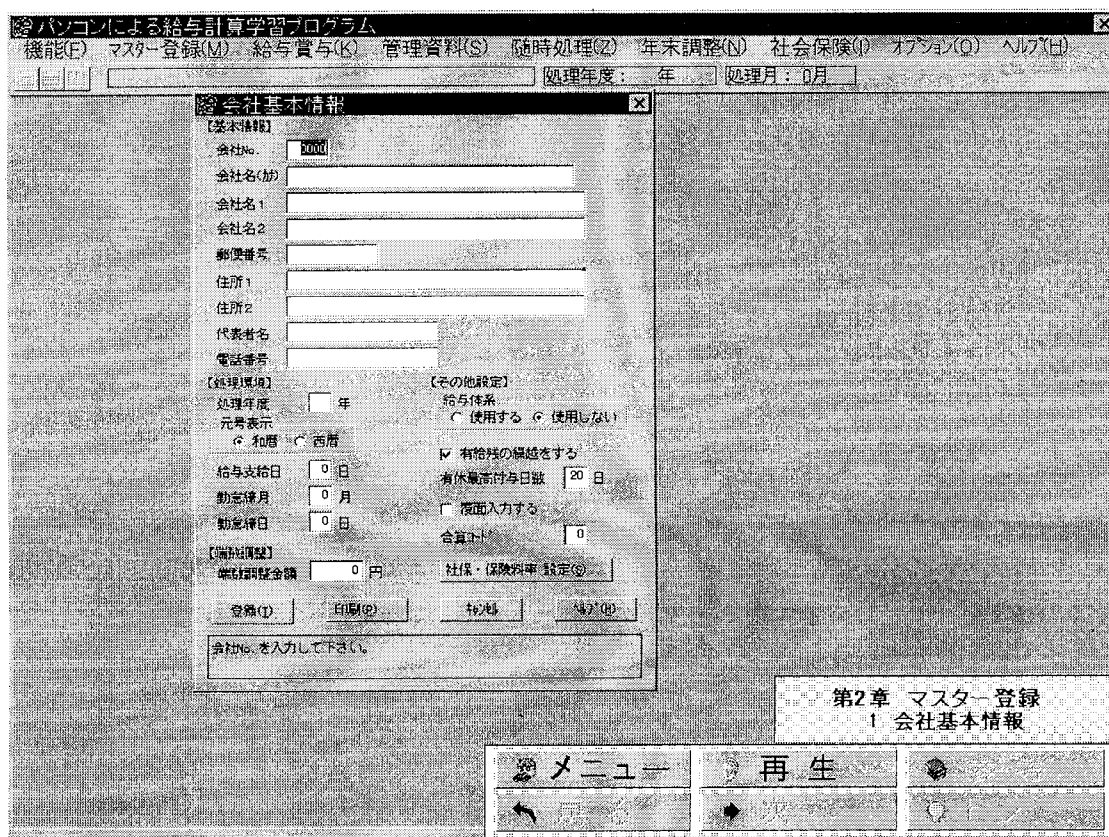 パソコンによる給与計算学習プログラム
機能(F) マスター登録(M) 給与賞与(K) 管理資料(S) 随時処理(Z) 年末調整(N) 社会保険(I) オプション(O) ヘルプ(H)
処理年度： 年 処理月：0月
会社基本情報
【基本情報】
会社No. 0000
会社名(ｶﾅ)
会社名1
会社名2
郵便番号
住所1
住所2
代表者名
電話番号
【処理環境】 【その他設定】
処理年度 年 給与体系
元号表示 使用する 使用しない
和暦 西暦
有給残の繰越をする
給与支給日 0 日 有休最高付与日数 20 日
勤怠締月 0 月
覆面入力する
勤怠締日 0 日
合算ｺｰﾄﾞ 0
【端数調整】
端数調整金額 0 円 社保・保険料率 設定(S)...
登録(T) 印刷(P)... ｷｬﾝｾﾙ ﾍﾙﾌﾟ(H)
会社No.を入力して下さい。
第2章 マスター登録
1 会社基本情報
メニュー 再生